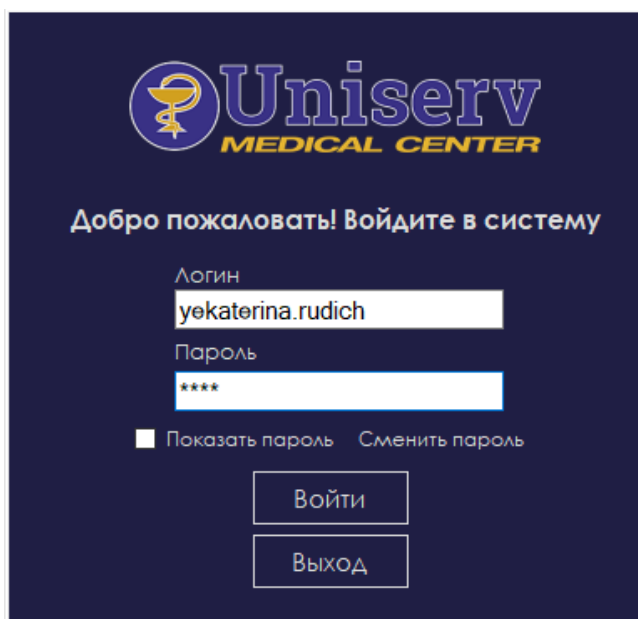 Uniserv
MEDICAL CENTER
Добро пожаловать! Войдите в систему
Логин
yekaterina.rudich
Пароль
****
Показать пароль Сменить пароль
Войти
Выход